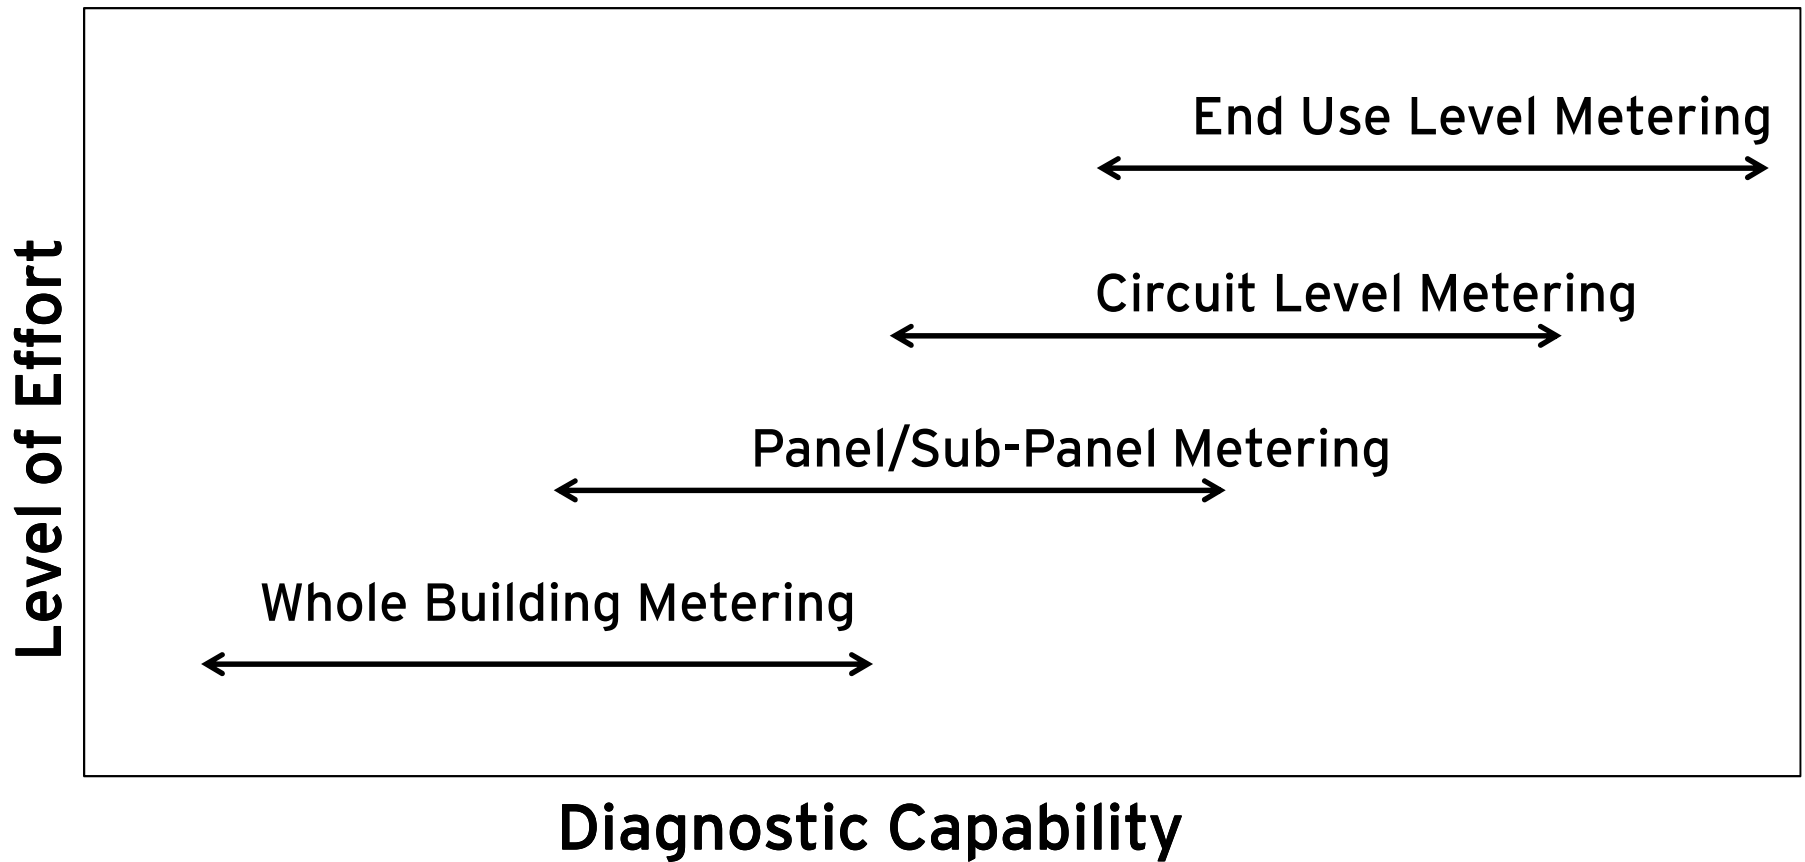 End Use Level Metering
Circuit Level Metering
Panel/Sub-Panel Metering
Whole Building Metering
Level of Effort
Diagnostic Capability